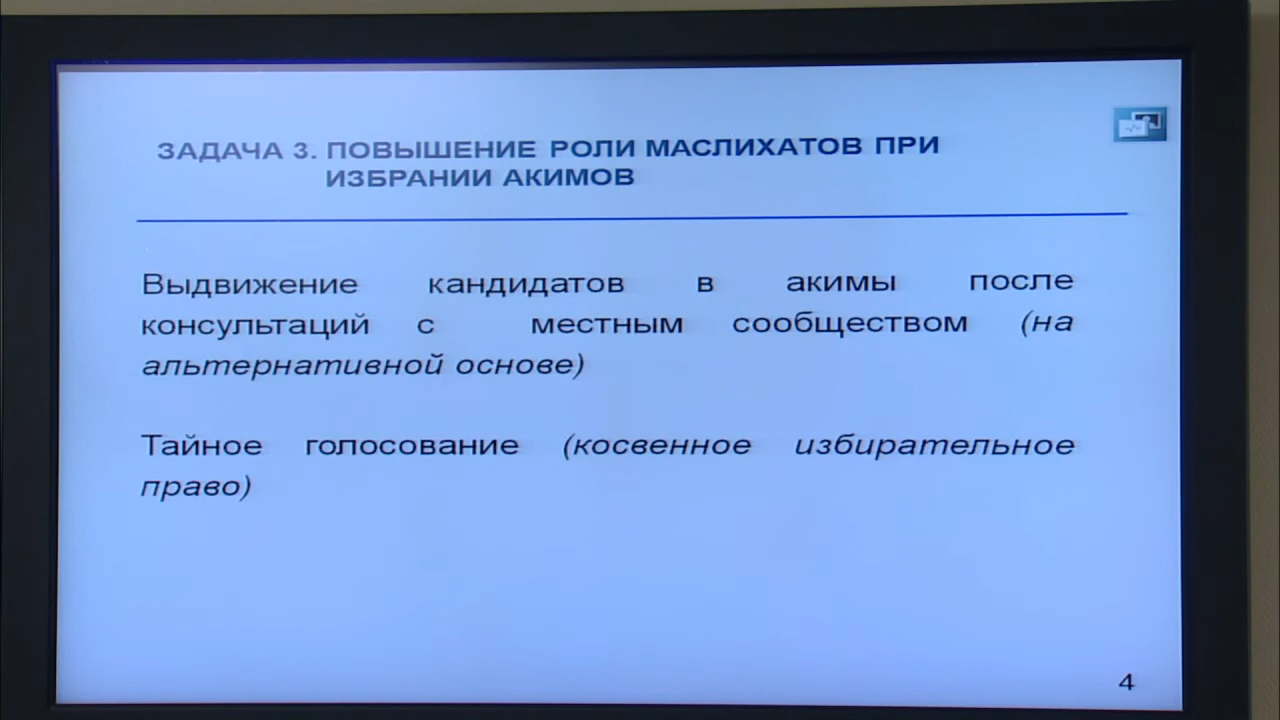 ЗАДАЧА 3. ПОВЫШЕНИЕ РОЛИ МАСЛИХАТОВ ПРИ
ИЗБРАНИИ АКИМОВ
Выдвижение кандидатов в акимы после
консультаций с местным сообществом (на
альтернативной основе)
Тайное голосование (косвенное избирательное
право)
4